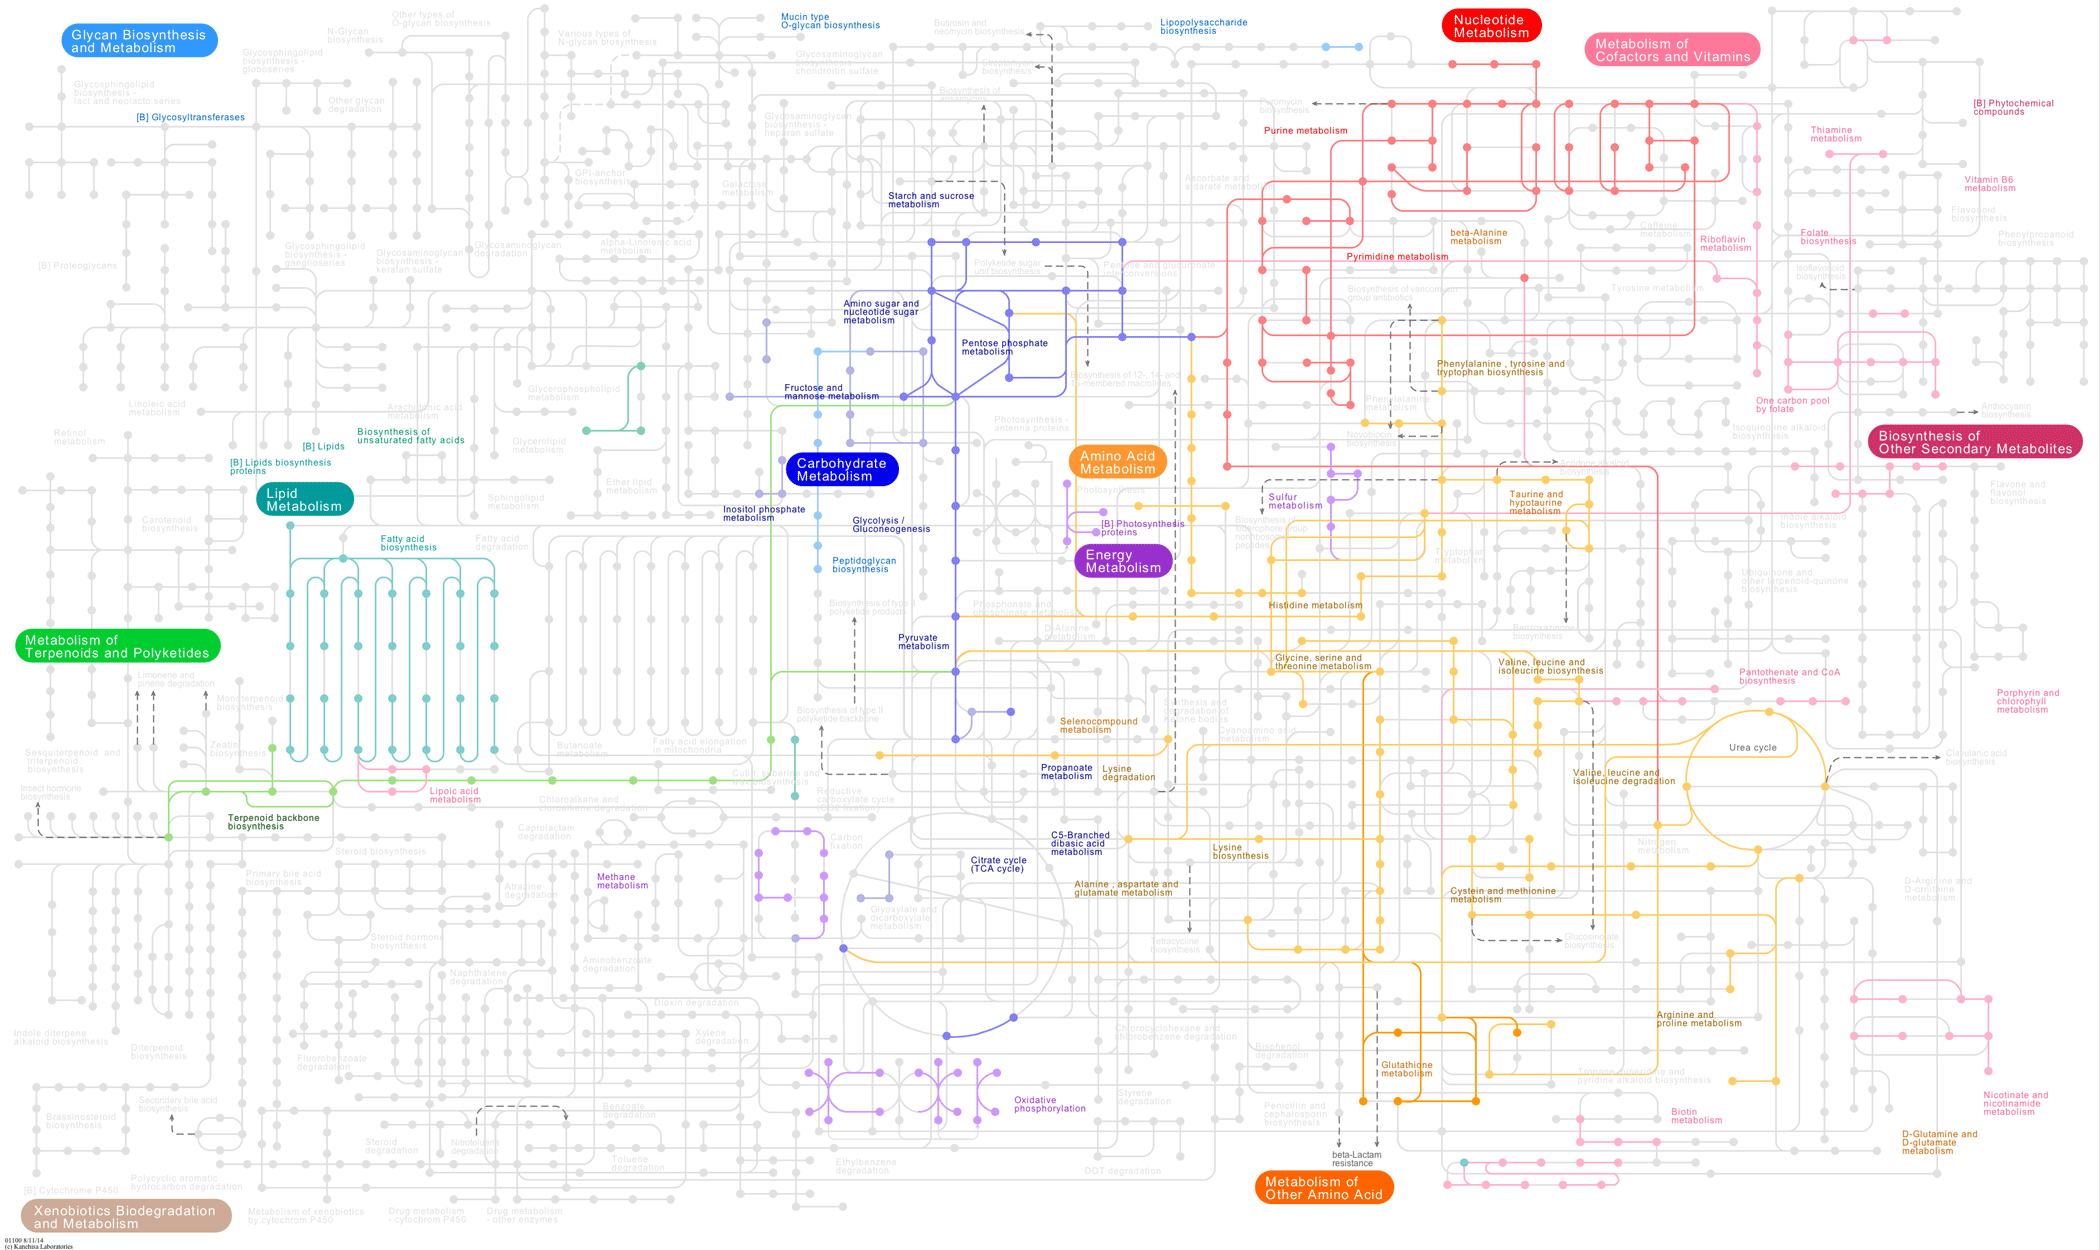 Glycan Biosynthesis
and Metabolism
Other types of
O-glycan biosynthesis
N-Glycan
biosynthesis
Various types of
N-glycan biosynthesis
Mucin type
O-glycan biosynthesis
Butirosin and
neomycin biosynthesis
Lipopolysaccharide
biosynthesis
Nucleotide
Metabolism
Metabolism of
Cofactors and Vitamins
Glycosphingolipid
biosynthesis -
globoseries
Glycosaminoglycan
biosynthesis -
chondroitin sulfate
Glycosphingolipid
biosynthesis -
lact and neolacto series
Other glycan
degradation
[B] Glycosyltransferases
Glycosaminoglycan
biosynthesis -
heparan sulfate
Puromycin
biosynthesis
Purine metabolism
[B] Phytochemical
compounds
Thiamine
metabolism
GPI-anchor
biosynthesis
Galactose
metabolism
Starch and sucrose
metabolism
Ascorbate and
aldarate metabolism
Vitamin B6
metabolism
Flavonoid
biosynthesis
Phenylpropanoid
biosynthesis
[B] Proteoglycans
Glycosphingolipid
biosynthesis -
ganglioseries
Glycosaminoglycan
biosynthesis -
keratan sulfate
Glycosaminoglycan
degradation
alpha-Linolenic acid
metabolism
Polyketide sugar
unit biosynthesis
Pentose and glucuronate
interconversions
Pyrimidine metabolism
beta-Alanine
metabolism
Caffeine
metabolism
Riboflavin
metabolism
Folate
biosynthesis
Isoflavonoid
biosynthesis
Biosynthesis of vancomycin
group antibiotics
Tyrosine metabolism
Amino sugar and
nucleotide sugar
metabolism
Pentose phosphate
metabolism
Biosynthesis of 12-, 14- and
16-membered macrolides
Phenylalanine , tyrosine and
tryptophan biosynthesis
Phenylalanine
metabolism
One carbon pool
by folate
Anthocyanin
biosynthesis
Linoleic acid
metabolism
Arachidonic acid
metabolism
Glycerophospholipid
metabolism
Fructose and
mannose metabolism
Photosynthesis -
antenna proteins
Novobiocin
biosynthesis
Isoquinoline alkaloid
biosynthesis
Biosynthesis of
Other Secondary Metabolites
Retinol
metabolism
Biosynthesis of
unsaturated fatty acids
[B] Lipids
[B] Lipids biosynthesis
proteins
Glycerolipid
metabolism
Carbohydrate
Metabolism
Amino Acid
Metabolism
Acridone alkaloid
biosynthesis
Lipid
Metabolism
Sphingolipid
metabolism
Ether lipid
metabolism
Inositol phosphate
metabolism
Glycolysis /
Gluconeogenesis
Photosynthesis
[B] Photosynthesis
proteins
Sulfur
metabolism
Taurine and
hypotaurine
metabolism
Indole alkaloid
biosynthesis
Flavone and
flavonol
biosynthesis
Carotenoid
biosynthesis
Fatty acid
biosynthesis
Fatty acid
degradation
Peptidoglycan
biosynthesis
Energy
Metabolism
Biosynthesis of
siderophore group
nonribosomal
peptides
Tryptophan
metabolism
Ubiquinone and
other terpenoid-quinone
biosynthesis
Biosynthesis of type II
polyketide products
Phosphonate and
phosphinate metabolism
D-Alanine
metabolism
Histidine metabolism
Benzoxazinone
biosynthesis
Metabolism of
Terpenoids and Polyketides
Pyruvate
metabolism
Glycine, serine and
threonine metabolism
Valine, leucine and
isoleucine biosynthesis
Pantothenate and CoA
biosynthesis
Porphyrin and
chlorophyll
metabolism
Limonene and
pinene degradation
Monoterpenoid
biosynthesis
Biosynthesis of type II
polyketide backbone
Selenocompound
metabolism
Synthesis and
degradation of
ketone bodies
Cyanoamino acid
metabolism
Urea cycle
Clavulanic acid
biosynthesis
Sesquiterpenoid and
triterpenoid
biosynthesis
Zeatin
biosynthesis
Butanoate
metabolism
Fatty acid elongation
in mitochondria
Propanoate
metabolism
Lysine
degradation
Valine, leucine and
isoleucine degradation
Insect hormone
biosynthesis
Lipoic acid
metabolism
Chloroalkane and
chloroalkene degradation
Cutin, suberine and
wax biosynthesis
Reductive
carboxylate cycle
(CO2 fixation)
Terpenoid backbone
biosynthesis
Caprolactam
degradation
Carbon
fixation
C5-Branched
dibasic acid
metabolism
Lysine
biosynthesis
Nitrogen
metabolism
Steroid biosynthesis
Citrate cycle
(TCA cycle)
Primary bile acid
biosynthesis
Atrazine
degradation
Methane
metabolism
Alanine , aspartate and
glutamate metabolism
Cystein and methionine
metabolism
D-Arginine and
D-ornithine
metabolism
Glyoxylate and
dicarboxylate
metabolism
Steroid hormone
biosynthesis
Tetracycline
biosynthesis
Glucosinolate
biosynthesis
Aminobenzoate
degradation
Naphthalene
degradation
Dioxin degradation
Indole diterpene
alkaloid biosynthesis
Diterpenoid
biosynthesis
Fluorobenzoate
degradation
Xylene
degradation
Chlorocyclohexane and
chlorobenzene degradation
Bisphenol
degradation
Arginine and
proline metabolism
Glutathione
metabolism
Tropane, piperidine and
pyridine alkaloid biosynthesis
Brassinosteroid
biosynthesis
Secondary bile acid
biosynthesis
Benzoate
degradation
Oxidative
phosphorylation
Styrene
degradation
Penicillin and
cephalosporin
biosynthesis
Biotin
metabolism
Nicotinate and
nicotinamide
metabolism
Steroid
degradation
Nitrotoluene
degradation
Toluene
degradation
Ethylbenzene
degradation
DDT degradation
beta-Lactam
resistance
D-Glutamine and
D-glutamate
metabolism
[B] Cytochrome P450
Polycyclic aromatic
hydrocarbon degradation
Metabolism of
Other Amino Acid
Xenobiotics Biodegradation
and Metabolism
Metabolism of xenobiotics
by cytochrom P450
Drug metabolism
- cytochrom P450
Drug metabolism
- other enzymes
01100 8/11/14
(c) Kanehisa Laboratories